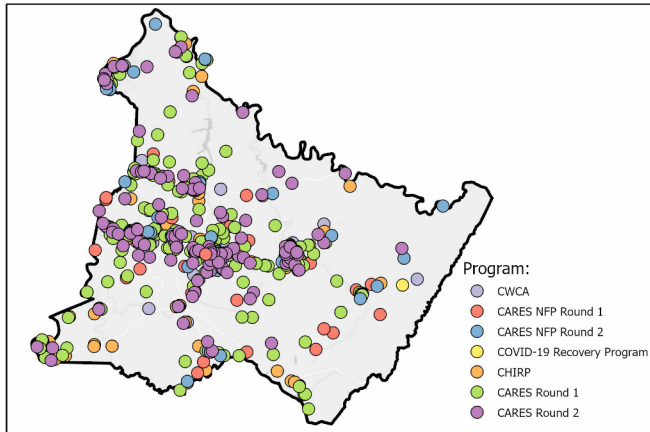 Program:
CWCA
CARES NFP Round 1
CARES NFP Round 2
COVID-19 Recovery Program
CHIRP
CARES Round 1
CARES Round 2